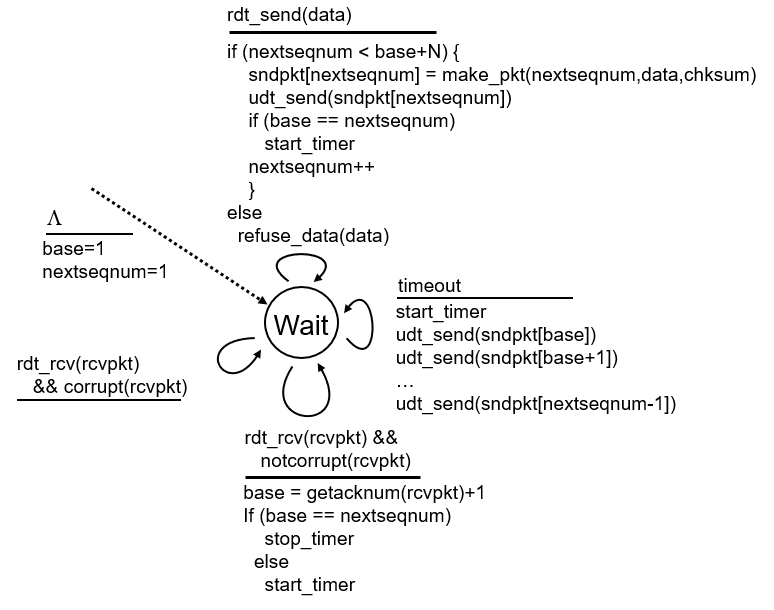 rdt_send(data)
if (nextseqnum < base+N) {
sndpkt[nextseqnum] = make_pkt(nextseqnum,data,chksum)
udt_send(sndpkt[nextseqnum])
if (base == nextseqnum)
start_timer
nextseqnum++
}
else
refuse_data(data)
Λ
base=1
nextseqnum=1
Wait
timeout
start_timer
udt_send(sndpkt[base])
udt_send(sndpkt[base+1])
…
udt_send(sndpkt[nextseqnum-1])
rdt_rcv(rcvpkt)
&& corrupt(rcvpkt)
rdt_rcv(rcvpkt) &&
notcorrupt(rcvpkt)
base = getacknum(rcvpkt)+1
If (base == nextseqnum)
stop_timer
else
start_timer